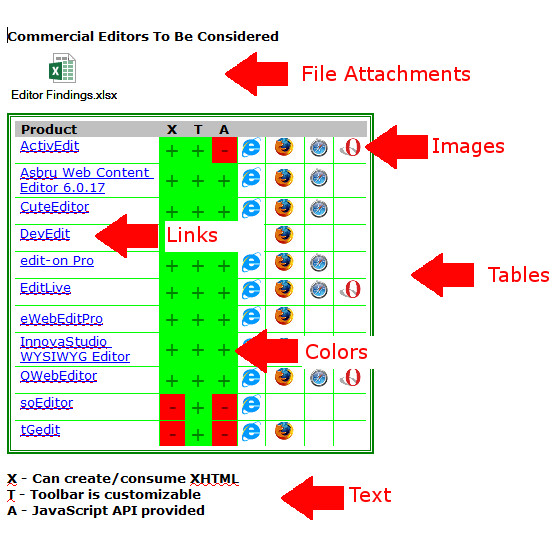 Commercial Editors To Be Considered
File Attachments
Editor Findings.xlsx
Product X T A
ActivEdit + + -
Images
Asbru Web Content
Editor 6.0.17 + + +
CuteEditor + + +
DevEdit
Links
edit-on Pro + + +
Tables
EditLive + + +
eWebEditPro + + +
InnovaStudio
WYSIWYG Editor + + +
Colors
QWebEditor + + +
soEditor - + -
tGedit - + -
X - Can create/consume XHTML
T - Toolbar is customizable
Text
A - JavaScript API provided